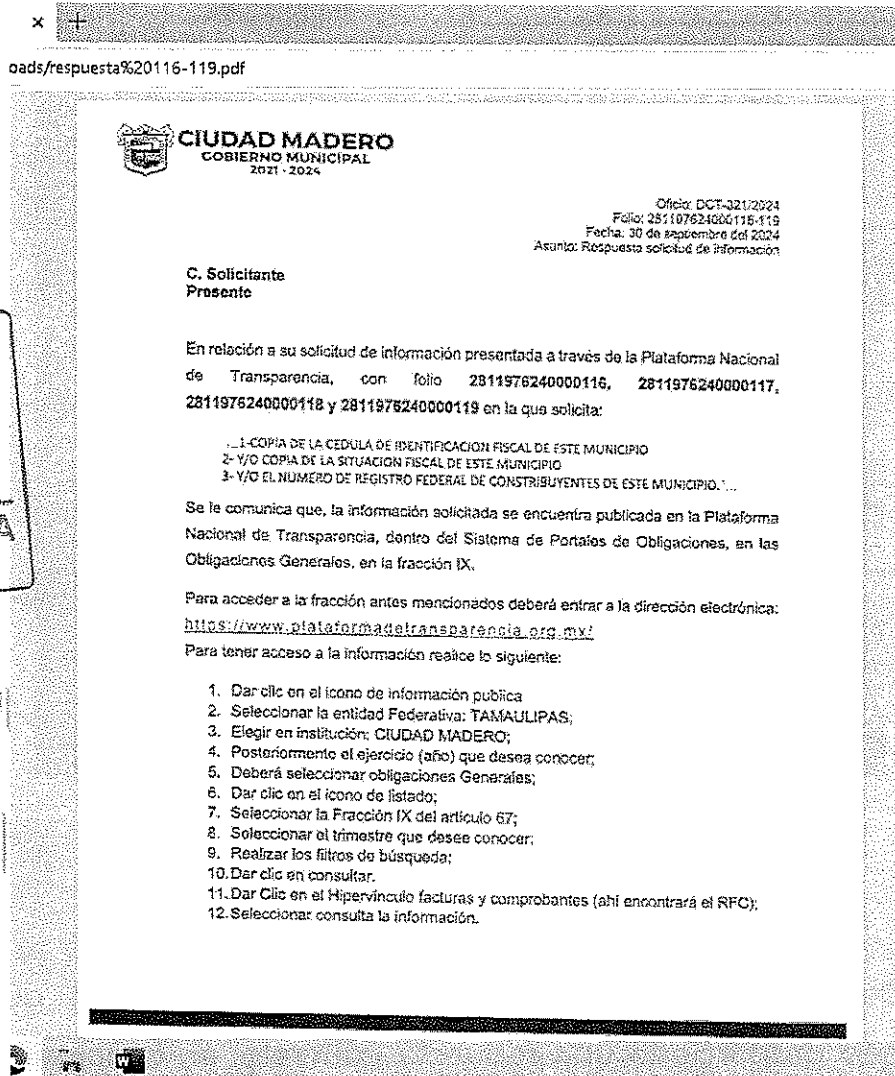 oads/respuesta%20116-119.pdf
CIUDAD MADERO
GOBIERNO MUNICIPAL
2021 - 2024
Oficio: DCT-321/2024
Folio: 281197624000116-119
Fecha: 30 de septiembre del 2024
Asunto: Respuesta solicitud de información
C. Solicitante
Presente
En relación a su solicitud de información presentada a través de la Plataforma Nacional
de Transparencia, con folio 2811976240000116, 2811976240000117,
2811976240000118 y 2811976240000119 en la que solicita:
...1-COPIA DE LA CEDULA DE IDENTIFICACION FISCAL DE ESTE MUNICIPIO
2- Y/O COPIA DE LA SITUACION FISCAL DE ESTE MUNICIPIO
3- Y/O EL NUMERO DE REGISTRO FEDERAL DE CONSTRIBUYENTES DE ESTE MUNICIPIO.'...
Se le comunica que, la información solicitada se encuentra publicada en la Plataforma
Nacional de Transparencia, dentro del Sistema de Portales de Obligaciones, en las
Obligaciones Generales, en la fracción IX.
Para acceder a la fracción antes mencionados deberá entrar a la dirección electrónica:
https://www.plataformadetransparencia.org.mx/
Para tener acceso a la información realice lo siguiente:
1. Dar clic en el icono de información publica
2. Seleccionar la entidad Federativa: TAMAULIPAS;
3. Elegir en institución: CIUDAD MADERO;
4. Posteriormente el ejercicio (año) que desea conocer;
5. Deberá seleccionar obligaciones Generales;
6. Dar clic en el icono de listado;
7. Seleccionar la Fracción IX del artículo 67;
8. Seleccionar el trimestre que desee conocer;
9. Realizar los filtros de búsqueda;
10. Dar clic en consultar.
11. Dar Clic en el Hipervínculo facturas y comprobantes (ahí encontrará el RFC);
12. Seleccionar consulta la información.